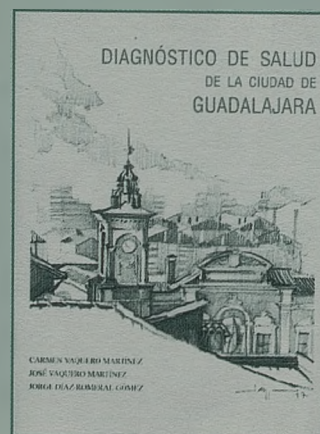 DIAGNÓSTICO DE SALUD
DE LA CIUDAD DE
GUADALAJARA
CARMEN VAQUERO MARTÍNEZ
JOSÉ VAQUERO MARTÍNEZ
JORGE DÍAZ-ROMERAL GÓMEZ